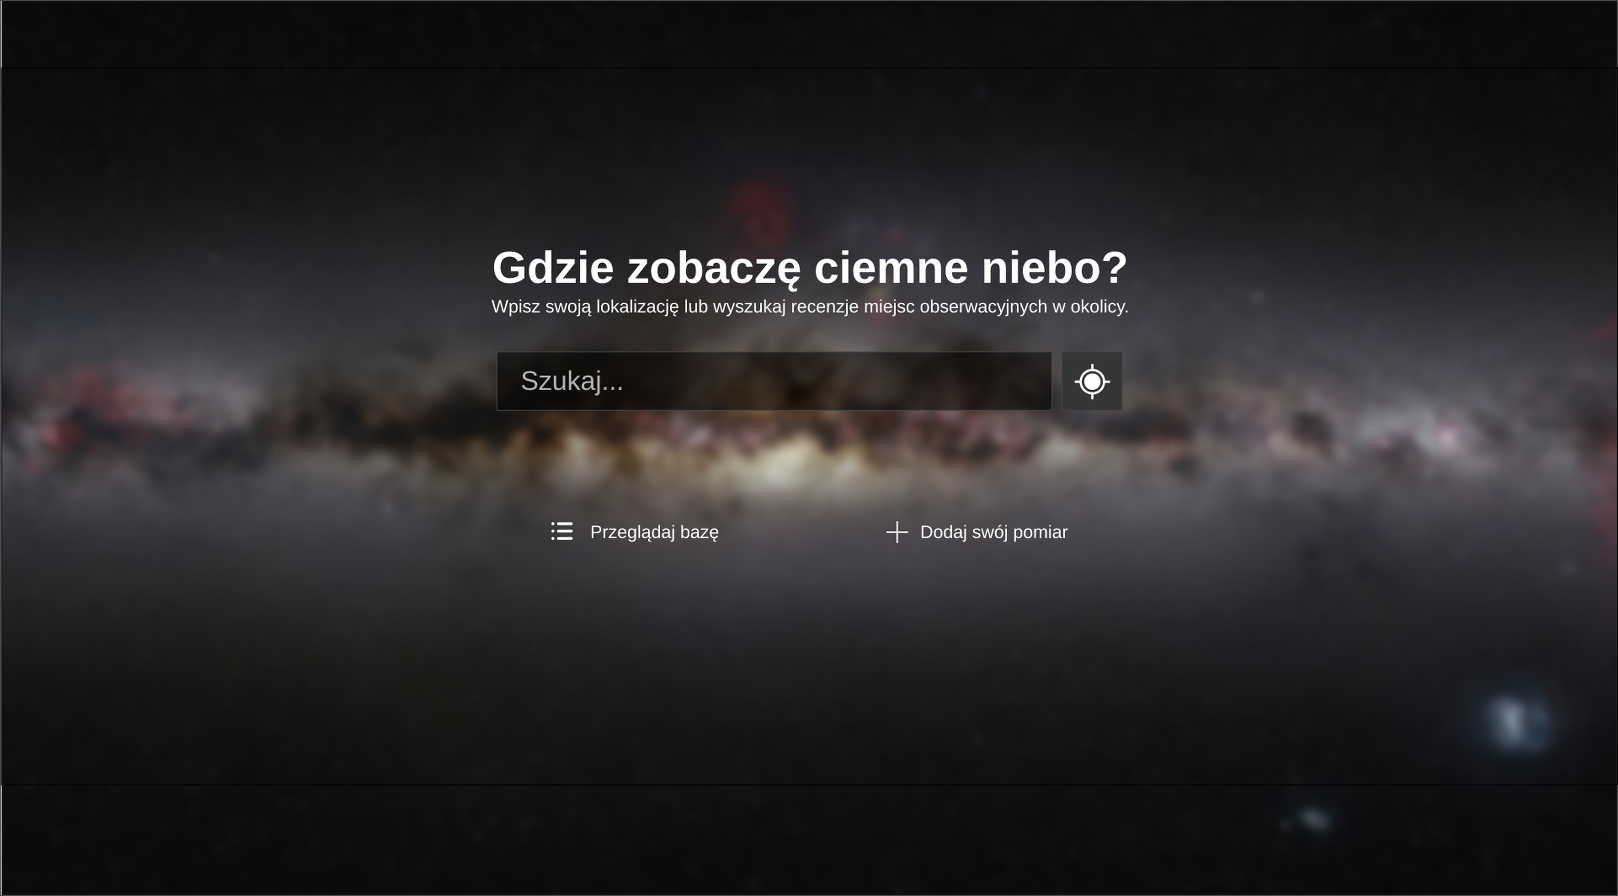 Gdzie zobaczę ciemne niebo?
Wpisz swoją lokalizację lub wyszukaj recenzje miejsc obserwacyjnych w okolicy.
Szukaj...
Przeglądaj bazę
Dodaj swój pomiar